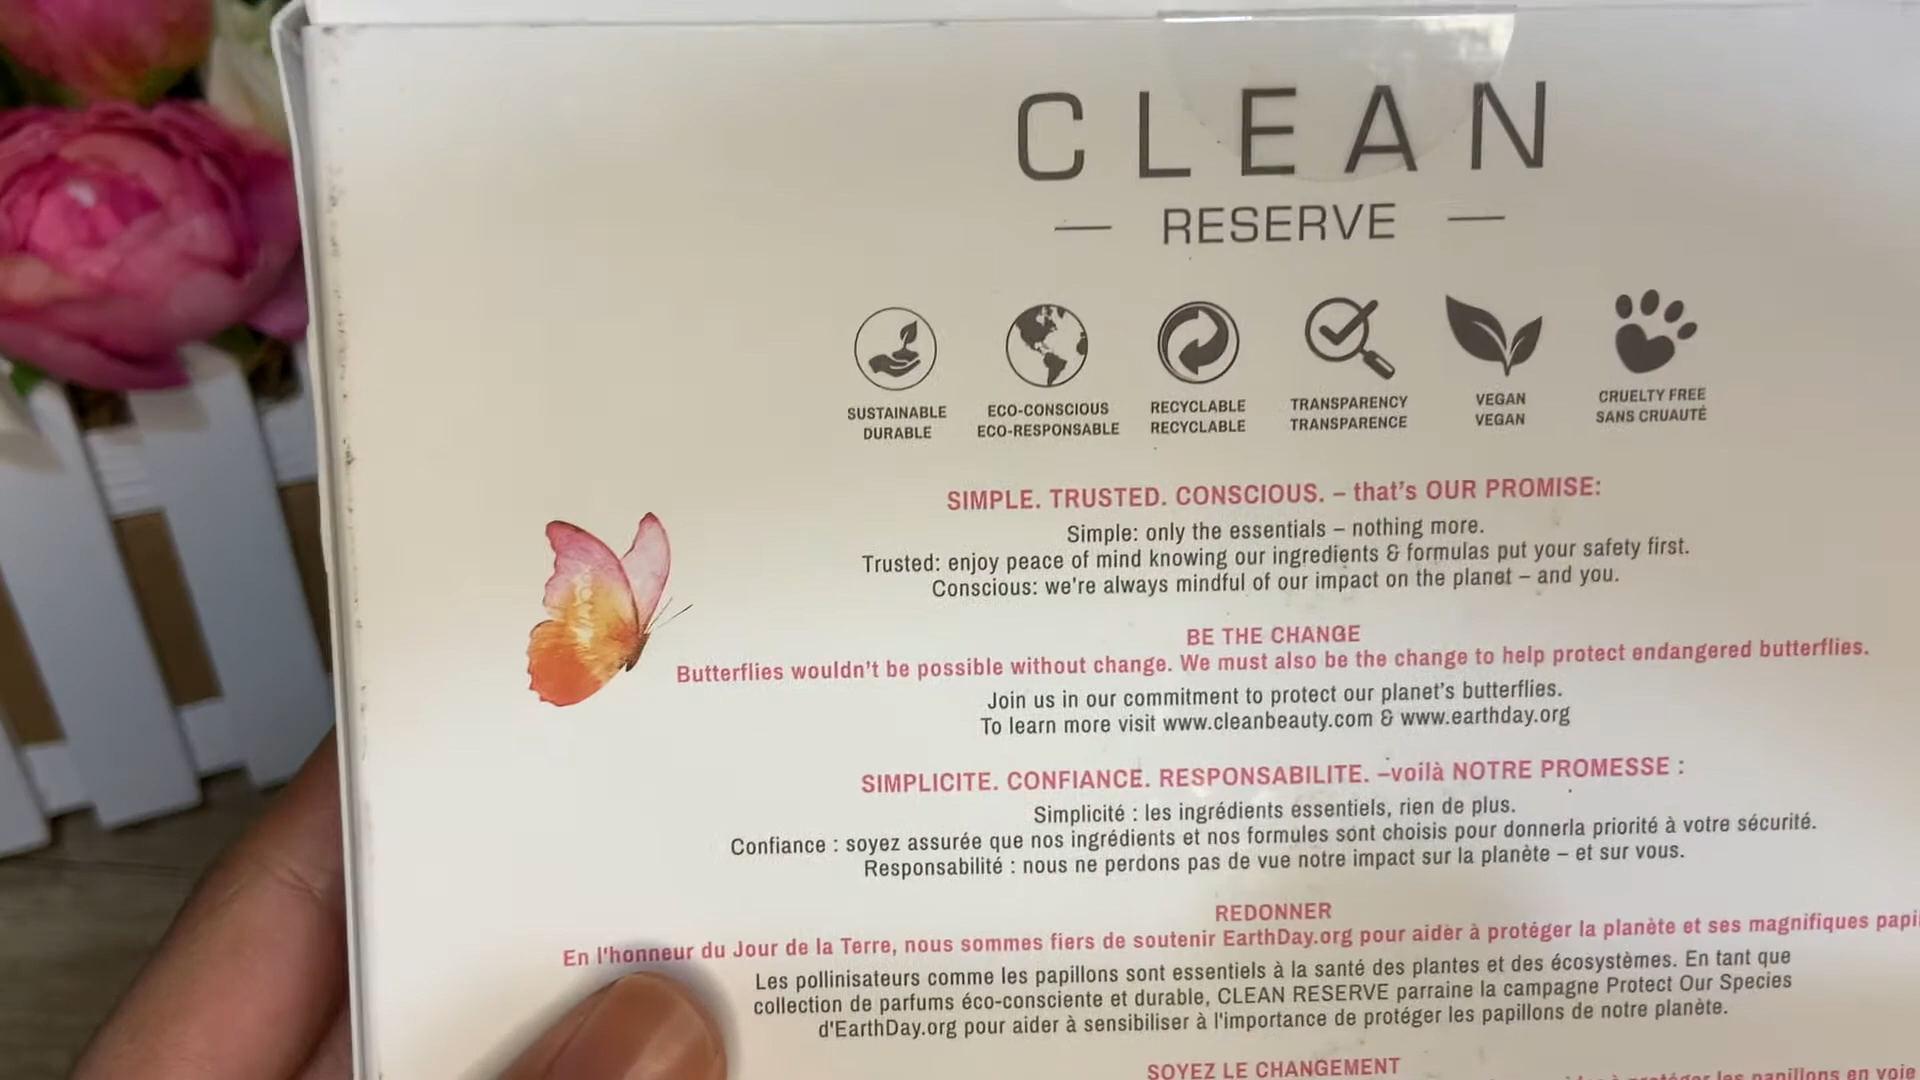 CLEAN
— RESERVE —
SUSTAINABLE ECO-CONSCIOUS RECYCLABLE TRANSPARENCY VEGAN CRUELTY FREE
DURABLE ECO-RESPONSABLE RECYCLABLE TRANSPARENCE VEGAN SANS CRUAUTÉ
SIMPLE. TRUSTED. CONSCIOUS. – that's OUR PROMISE:
Simple: only the essentials – nothing more.
Trusted: enjoy peace of mind knowing our ingredients & formulas put your safety first.
Conscious: we're always mindful of our impact on the planet – and you.
BE THE CHANGE
Butterflies wouldn't be possible without change. We must also be the change to help protect endangered butterflies.
Join us in our commitment to protect our planet's butterflies.
To learn more visit www.cleanbeauty.com & www.earthday.org
SIMPLICITE. CONFIANCE. RESPONSABILITE. –voilà NOTRE PROMESSE :
Simplicité : les ingrédients essentiels, rien de plus.
Confiance : soyez assurée que nos ingrédients et nos formules sont choisis pour donnerla priorité à votre sécurité.
Responsabilité : nous ne perdons pas de vue notre impact sur la planète – et sur vous.
REDONNER
En l'honneur du Jour de la Terre, nous sommes fiers de soutenir EarthDay.org pour aider à protéger la planète et ses magnifiques papi
Les pollinisateurs comme les papillons sont essentiels à la santé des plantes et des écosystèmes. En tant que
collection de parfums éco-consciente et durable, CLEAN RESERVE parraine la campagne Protect Our Species
d'EarthDay.org pour aider à sensibiliser à l'importance de protéger les papillons de notre planète.
SOYEZ LE CHANGEMENT
les papillons en voie